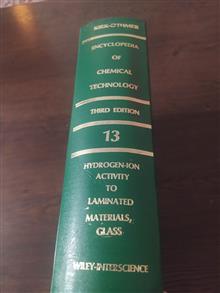 KIRK-OTHMER
ENCYCLOPEDIA
OF
CHEMICAL
TECHNOLOGY
THIRD EDITION
13
HYDROGEN-ION
ACTIVITY
TO
LAMINATED
MATERIALS,
GLASS
WILEY-INTERSCIENCE